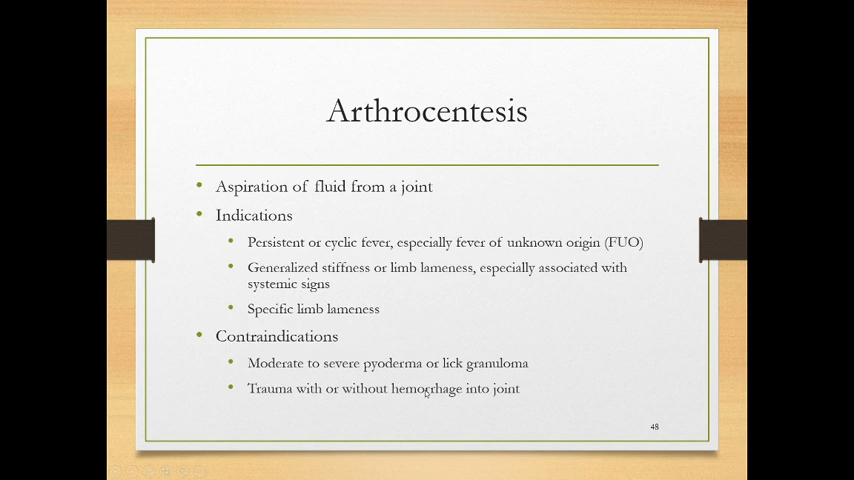 Arthrocentesis
• Aspiration of fluid from a joint
• Indications
• Persistent or cyclic fever, especially fever of unknown origin (FUO)
• Generalized stiffness or limb lameness, especially associated with
systemic signs
• Specific limb lameness
• Contraindications
• Moderate to severe pyoderma or lick granuloma
• Trauma with or without hemorrhage into joint
48